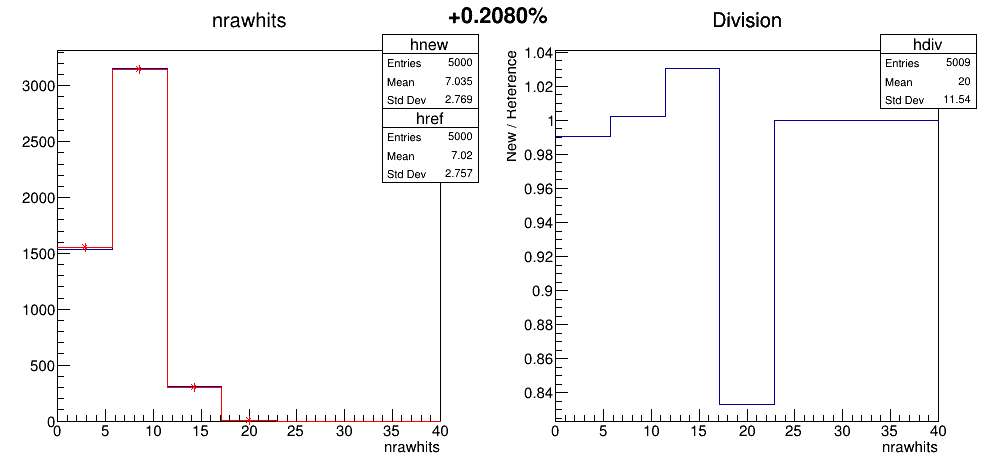 +0.2080%
nrawhits
hnew
Entries 5000
Mean 7.035
Std Dev 2.769
href
Entries 5000
Mean 7.02
Std Dev 2.757
3000
2500
2000
1500
1000
500
0
0 5 10 15 20 25 30 35 40
nrawhits
Division
hdiv
Entries 5009
Mean 20
Std Dev 11.54
New / Reference
1.04
1.02
1
0.98
0.96
0.94
0.92
0.9
0.88
0.86
0.84
0 5 10 15 20 25 30 35 40
nrawhits